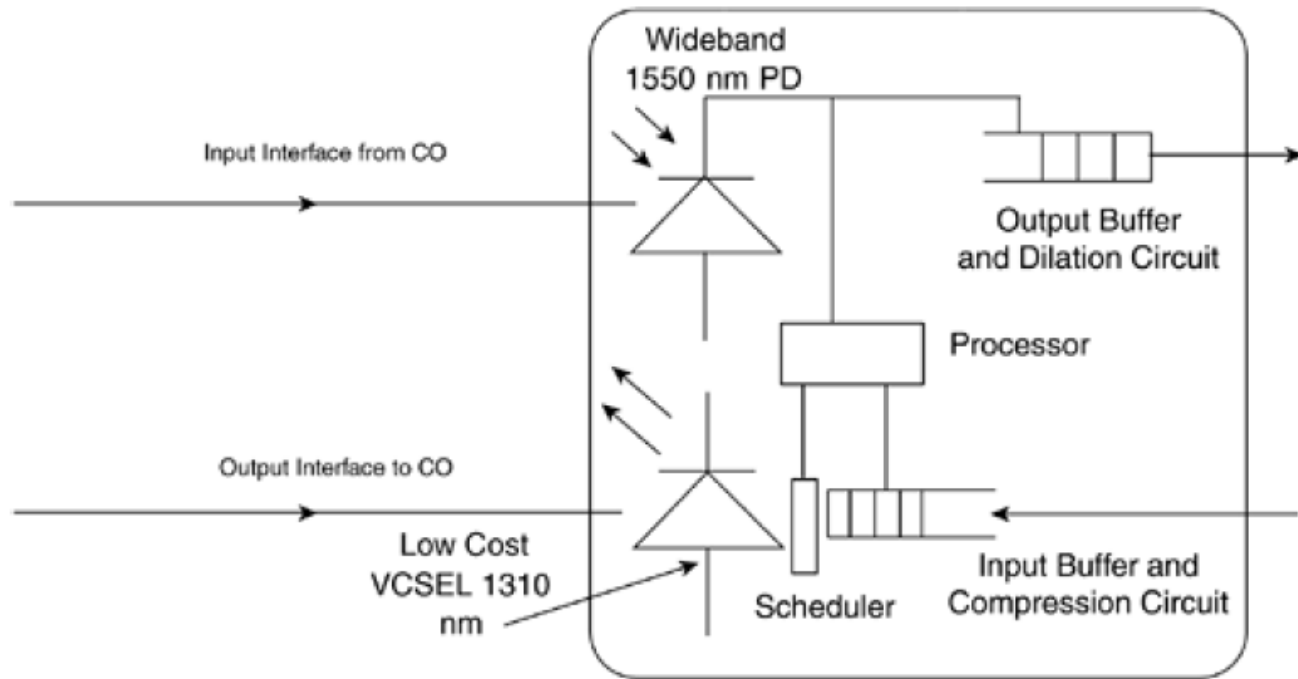 Wideband
1550 nm PD
Input Interface from CO
Output Buffer
and Dilation Circuit
Processor
Output Interface to CO
Low Cost
VCSEL 1310
nm
Scheduler
Input Buffer and
Compression Circuit